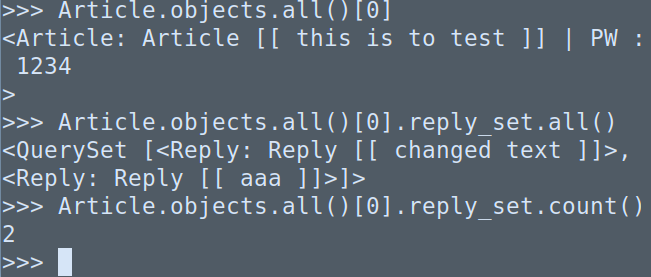 >>> Article.objects.all()[0]
<Article: Article [[ this is to test ]] | PW :
 1234
>
>>> Article.objects.all()[0].reply_set.all()
<QuerySet [<Reply: Reply [[ changed text ]]>,
<Reply: Reply [[ aaa ]]>]>
>>> Article.objects.all()[0].reply_set.count()
2
>>>